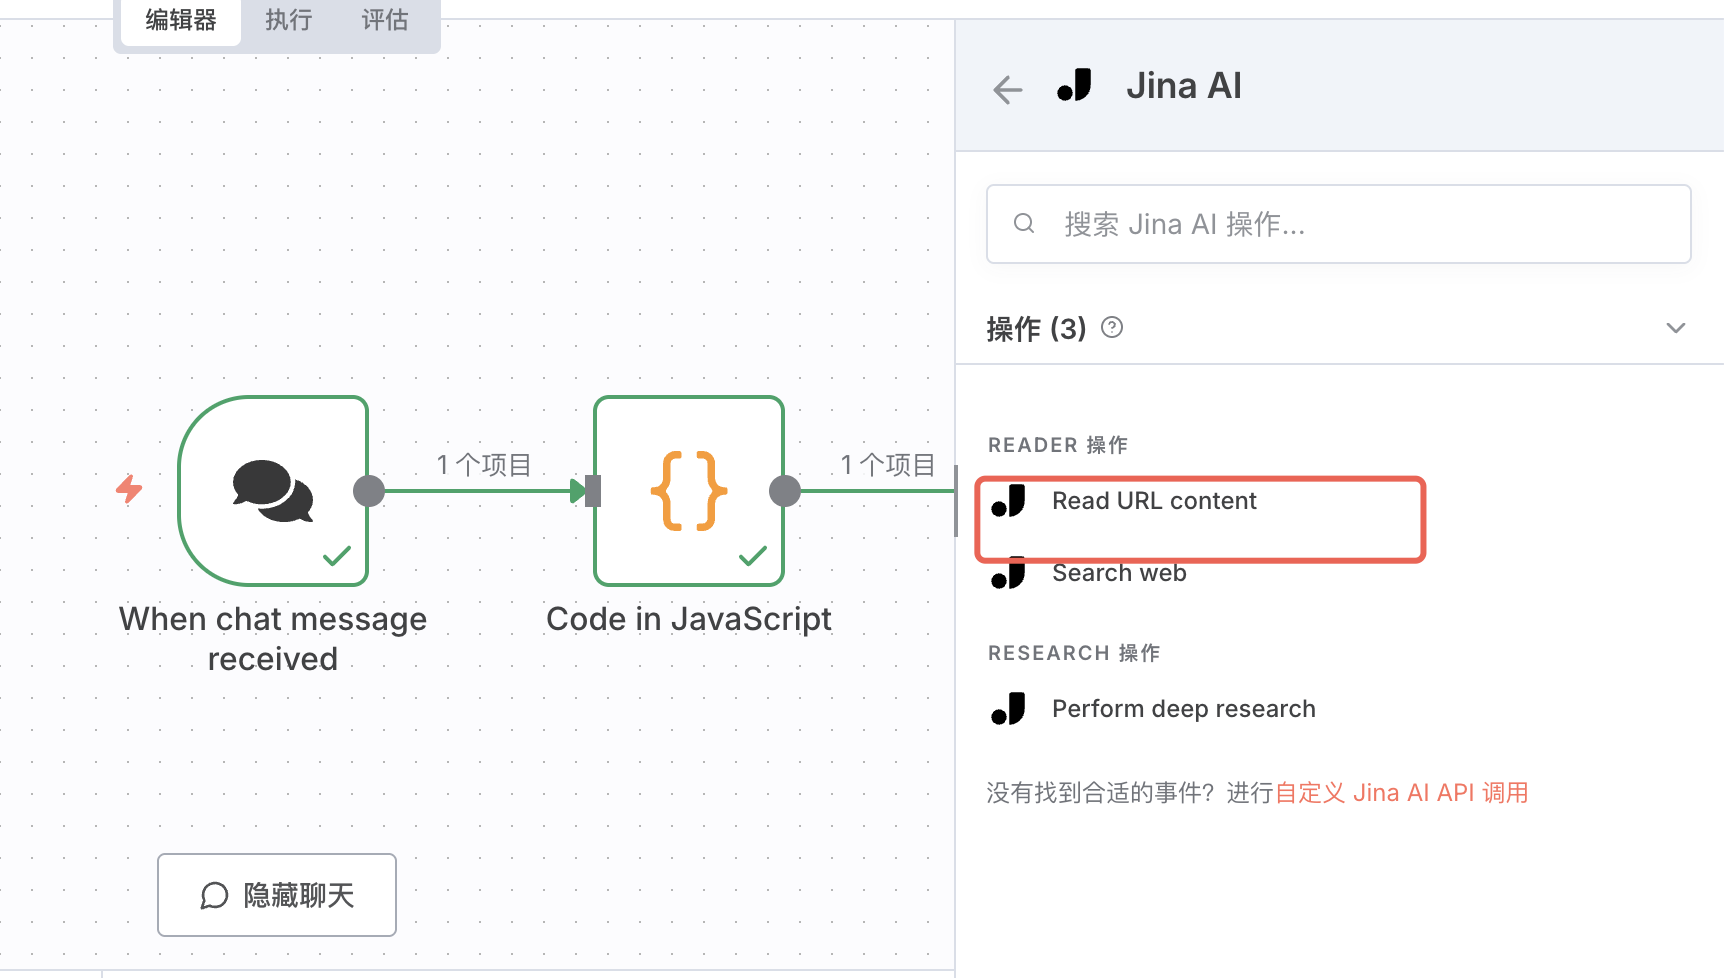 编辑器
执行
评估
Jina AI
搜索 Jina AI 操作...
操作 (3)
READER 操作
Read URL content
Search web
RESEARCH 操作
Perform deep research
没有找到合适的事件？进行自定义 Jina AI API 调用
1 个项目
1 个项目
When chat message
received
Code in JavaScript
隐藏聊天